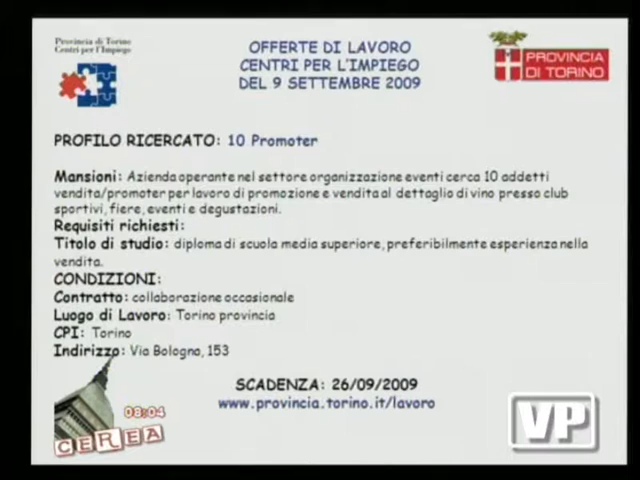 Provincia di Torino
Centri per l'Impiego
OFFERTE DI LAVORO
CENTRI PER L'IMPIEGO
DEL 9 SETTEMBRE 2009
PROVINCIA
DI TORINO
PROFILO RICERCATO: 10 Promoter
Mansioni: Azienda operante nel settore organizzazione eventi cerca 10 addetti
vendita/promoter per lavoro di promozione e vendita al dettaglio di vino presso club
sportivi, fiere, eventi e degustazioni.
Requisiti richiesti:
Titolo di studio: diploma di scuola media superiore, preferibilmente esperienza nella
vendita.
CONDIZIONI:
Contratto: collaborazione occasionale
Luogo di Lavoro: Torino provincia
CPI: Torino
Indirizzo: Via Bologna, 153
SCADENZA: 26/09/2009
www.provincia.torino.it/lavoro
08:04
CEREA
VP